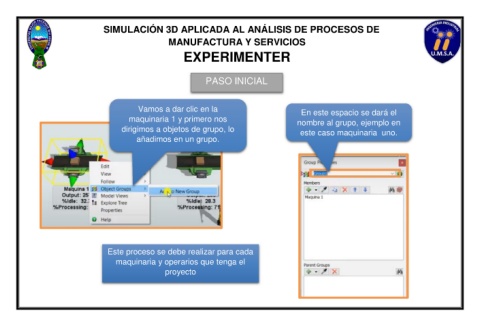 SIMULACIÓN 3D APLICADA AL ANÁLISIS DE PROCESOS DE
MANUFACTURA Y SERVICIOS
EXPERIMENTER
U.M.S.A.
PASO INICIAL
Vamos a dar clic en la
maquinaria 1 y primero nos
dirigimos a objetos de grupo, lo
añadimos en un grupo.
En este espacio se dará el
nombre al grupo, ejemplo en
este caso maquinaria uno.
Edit
View
Follow
Object Groups
New Group
Model Views
Explore Tree
Properties
Help
Maquina 1
Output: 26
%Idle:
%Processing:
%Idle: 28.3
%Processing: 71
Members
Maquina 1
Parent Groups
Este proceso se debe realizar para cada
maquinaria y operarios que tenga el
proyecto